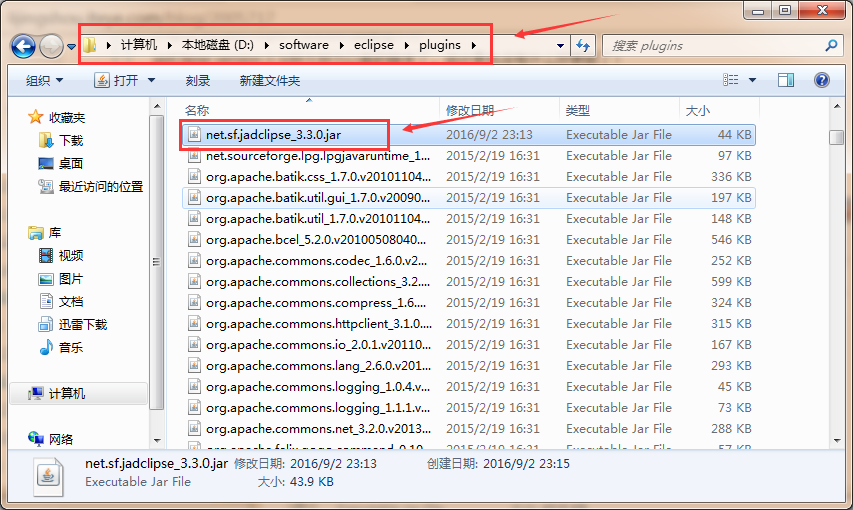 计算机 本地磁盘 (D:) software eclipse plugins 搜索 plugins
组织 打开 刻录 新建文件夹
名称 修改日期 类型 大小
收藏夹
下载
桌面
最近访问的位置
库
视频
图片
文档
迅雷下载
音乐
计算机
网络
net.sf.jadclipse_3.3.0.jar 2016/9/2 23:13 Executable Jar File 44 KB
net.sourceforge.lpg.lpgjavaruntime_1... 2015/2/19 16:31 Executable Jar File 97 KB
org.apache.batik.css_1.7.0.v20101104... 2015/2/19 16:31 Executable Jar File 336 KB
org.apache.batik.util.gui_1.7.0.v20090... 2015/2/19 16:31 Executable Jar File 197 KB
org.apache.batik.util_1.7.0.v20101104... 2015/2/19 16:31 Executable Jar File 148 KB
org.apache.bcel_5.2.0.v20100508040... 2015/2/19 16:31 Executable Jar File 546 KB
org.apache.commons.codec_1.6.0.v2... 2015/2/19 16:31 Executable Jar File 252 KB
org.apache.commons.collections_3.2.... 2015/2/19 16:31 Executable Jar File 599 KB
org.apache.commons.compress_1.6.... 2015/2/19 16:31 Executable Jar File 324 KB
org.apache.commons.httpclient_3.1.0.... 2015/2/19 16:31 Executable Jar File 315 KB
org.apache.commons.io_2.0.1.v20110... 2015/2/19 16:31 Executable Jar File 167 KB
org.apache.commons.lang_2.6.0.v201... 2015/2/19 16:31 Executable Jar File 293 KB
org.apache.commons.logging_1.0.4.v... 2015/2/19 16:31 Executable Jar File 45 KB
org.apache.commons.logging_1.1.1.v... 2015/2/19 16:31 Executable Jar File 73 KB
org.apache.commons.net_3.2.0.v2013... 2015/2/19 16:31 Executable Jar File 288 KB
org.apache.felix.gogo.command_0.10... 2015/2/19 16:31 Executable Jar File 57 KB
net.sf.jadclipse_3.3.0.jar 修改日期: 2016/9/2 23:13 创建日期: 2016/9/2 23:15
Executable Jar File 大小: 43.9 KB